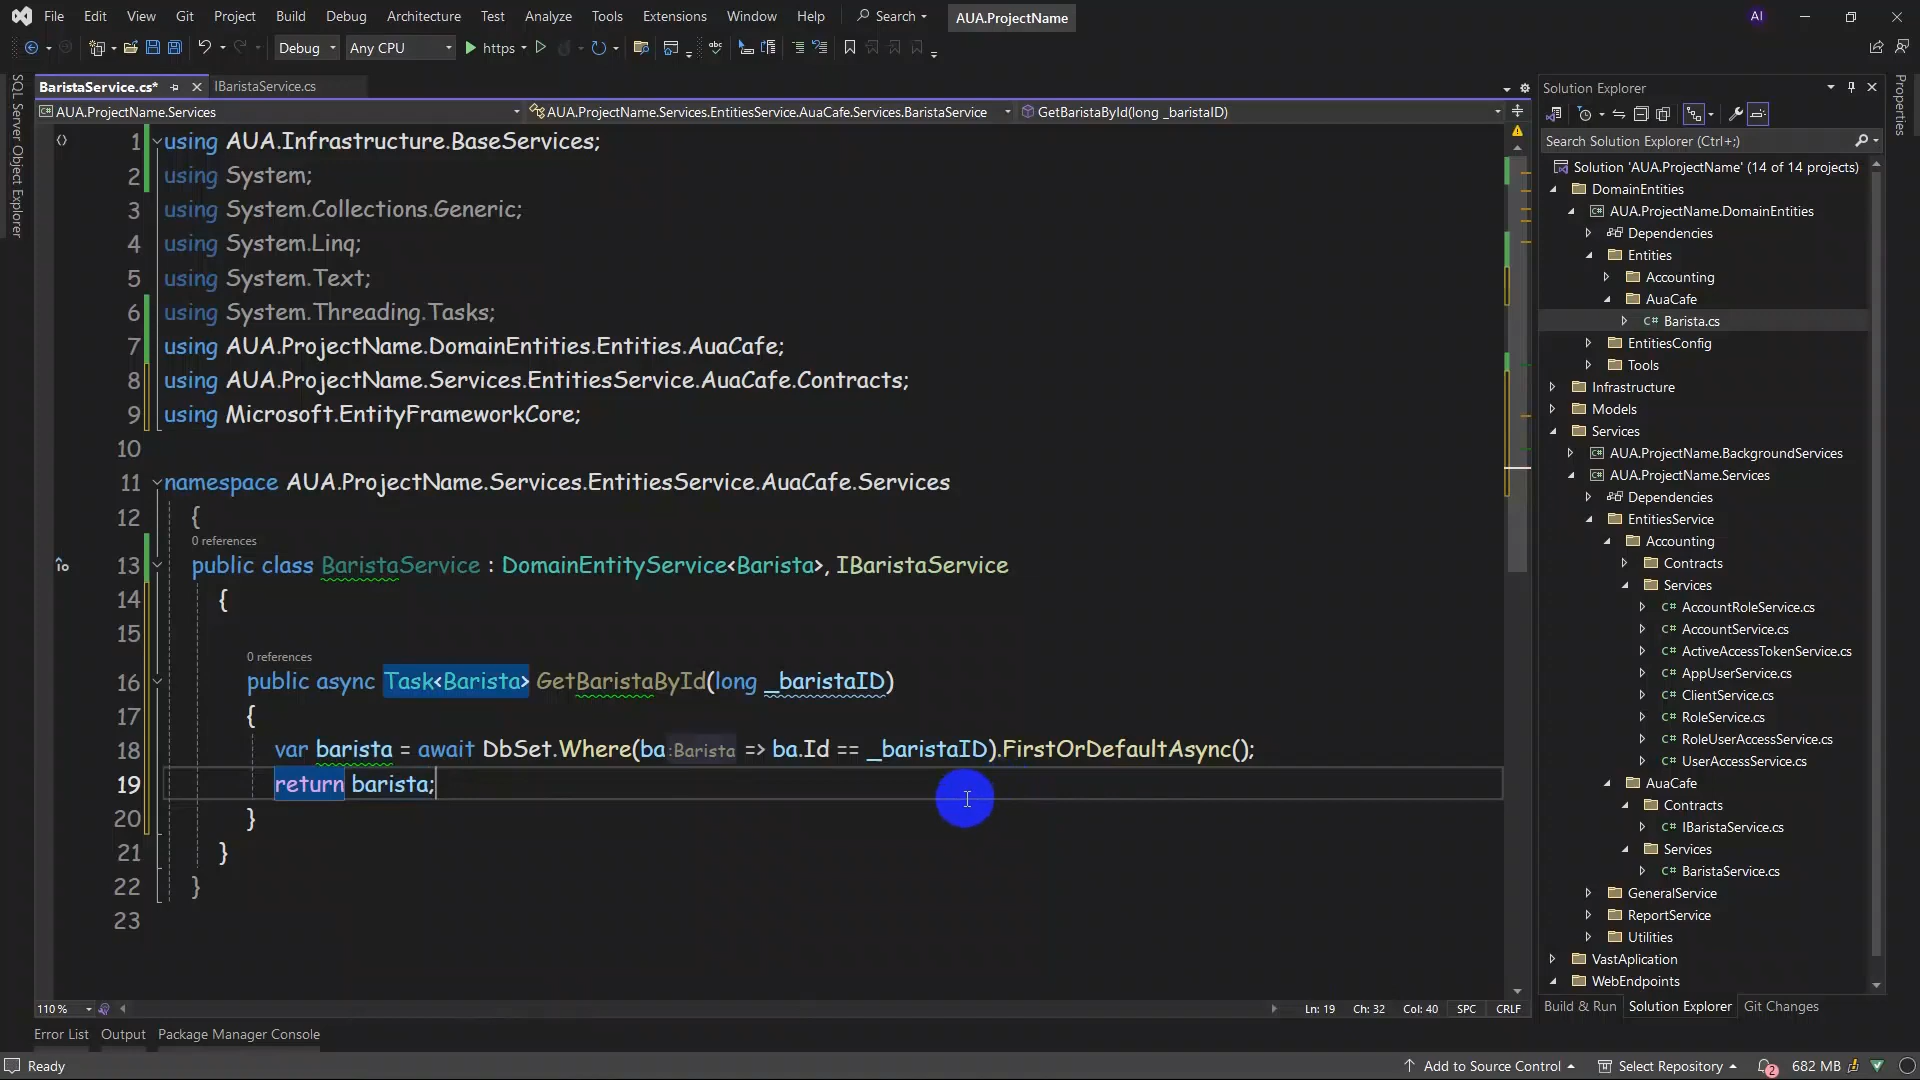 File Edit View Git Project Build Debug Architecture Test Analyze Tools Extensions Window Help Search AUA.ProjectName AI
Debug Any CPU https
SQL Server Object Explorer
BaristaService.cs* IBaristaService.cs
AUA.ProjectName.Services AUA.ProjectName.Services.EntitiesService.AuaCafe.Services.BaristaService GetBaristaById(long _baristaID)
1 using AUA.Infrastructure.BaseServices;
2 using System;
3 using System.Collections.Generic;
4 using System.Linq;
5 using System.Text;
6 using System.Threading.Tasks;
7 using AUA.ProjectName.DomainEntities.Entities.AuaCafe;
8 using AUA.ProjectName.Services.EntitiesService.AuaCafe.Contracts;
9 using Microsoft.EntityFrameworkCore;
10
11 namespace AUA.ProjectName.Services.EntitiesService.AuaCafe.Services
12 {
0 references
13 public class BaristaService : DomainEntityService<Barista>, IBaristaService
14 {
15
0 references
16 public async Task<Barista> GetBaristaById(long _baristaID)
17 {
18 var barista = await DbSet.Where(ba:Barista => ba.Id == _baristaID).FirstOrDefaultAsync();
19 return barista;
20 }
21 }
22 }
23
110 % Ln: 19 Ch: 32 Col: 40 SPC CRLF
Error List Output Package Manager Console
Solution Explorer
Search Solution Explorer (Ctrl+;)
Solution 'AUA.ProjectName' (14 of 14 projects)
DomainEntities
C# AUA.ProjectName.DomainEntities
Dependencies
Entities
Accounting
AuaCafe
C# Barista.cs
EntitiesConfig
Tools
Infrastructure
Models
Services
C# AUA.ProjectName.BackgroundServices
C# AUA.ProjectName.Services
Dependencies
EntitiesService
Accounting
Contracts
Services
C# AccountRoleService.cs
C# AccountService.cs
C# ActiveAccessTokenService.cs
C# AppUserService.cs
C# ClientService.cs
C# RoleService.cs
C# RoleUserAccessService.cs
C# UserAccessService.cs
AuaCafe
Contracts
C# IBaristaService.cs
Services
C# BaristaService.cs
GeneralService
ReportService
Utilities
VastAplication
WebEndpoints
Build & Run Solution Explorer Git Changes
Properties
Ready Add to Source Control Select Repository 2 682 MB